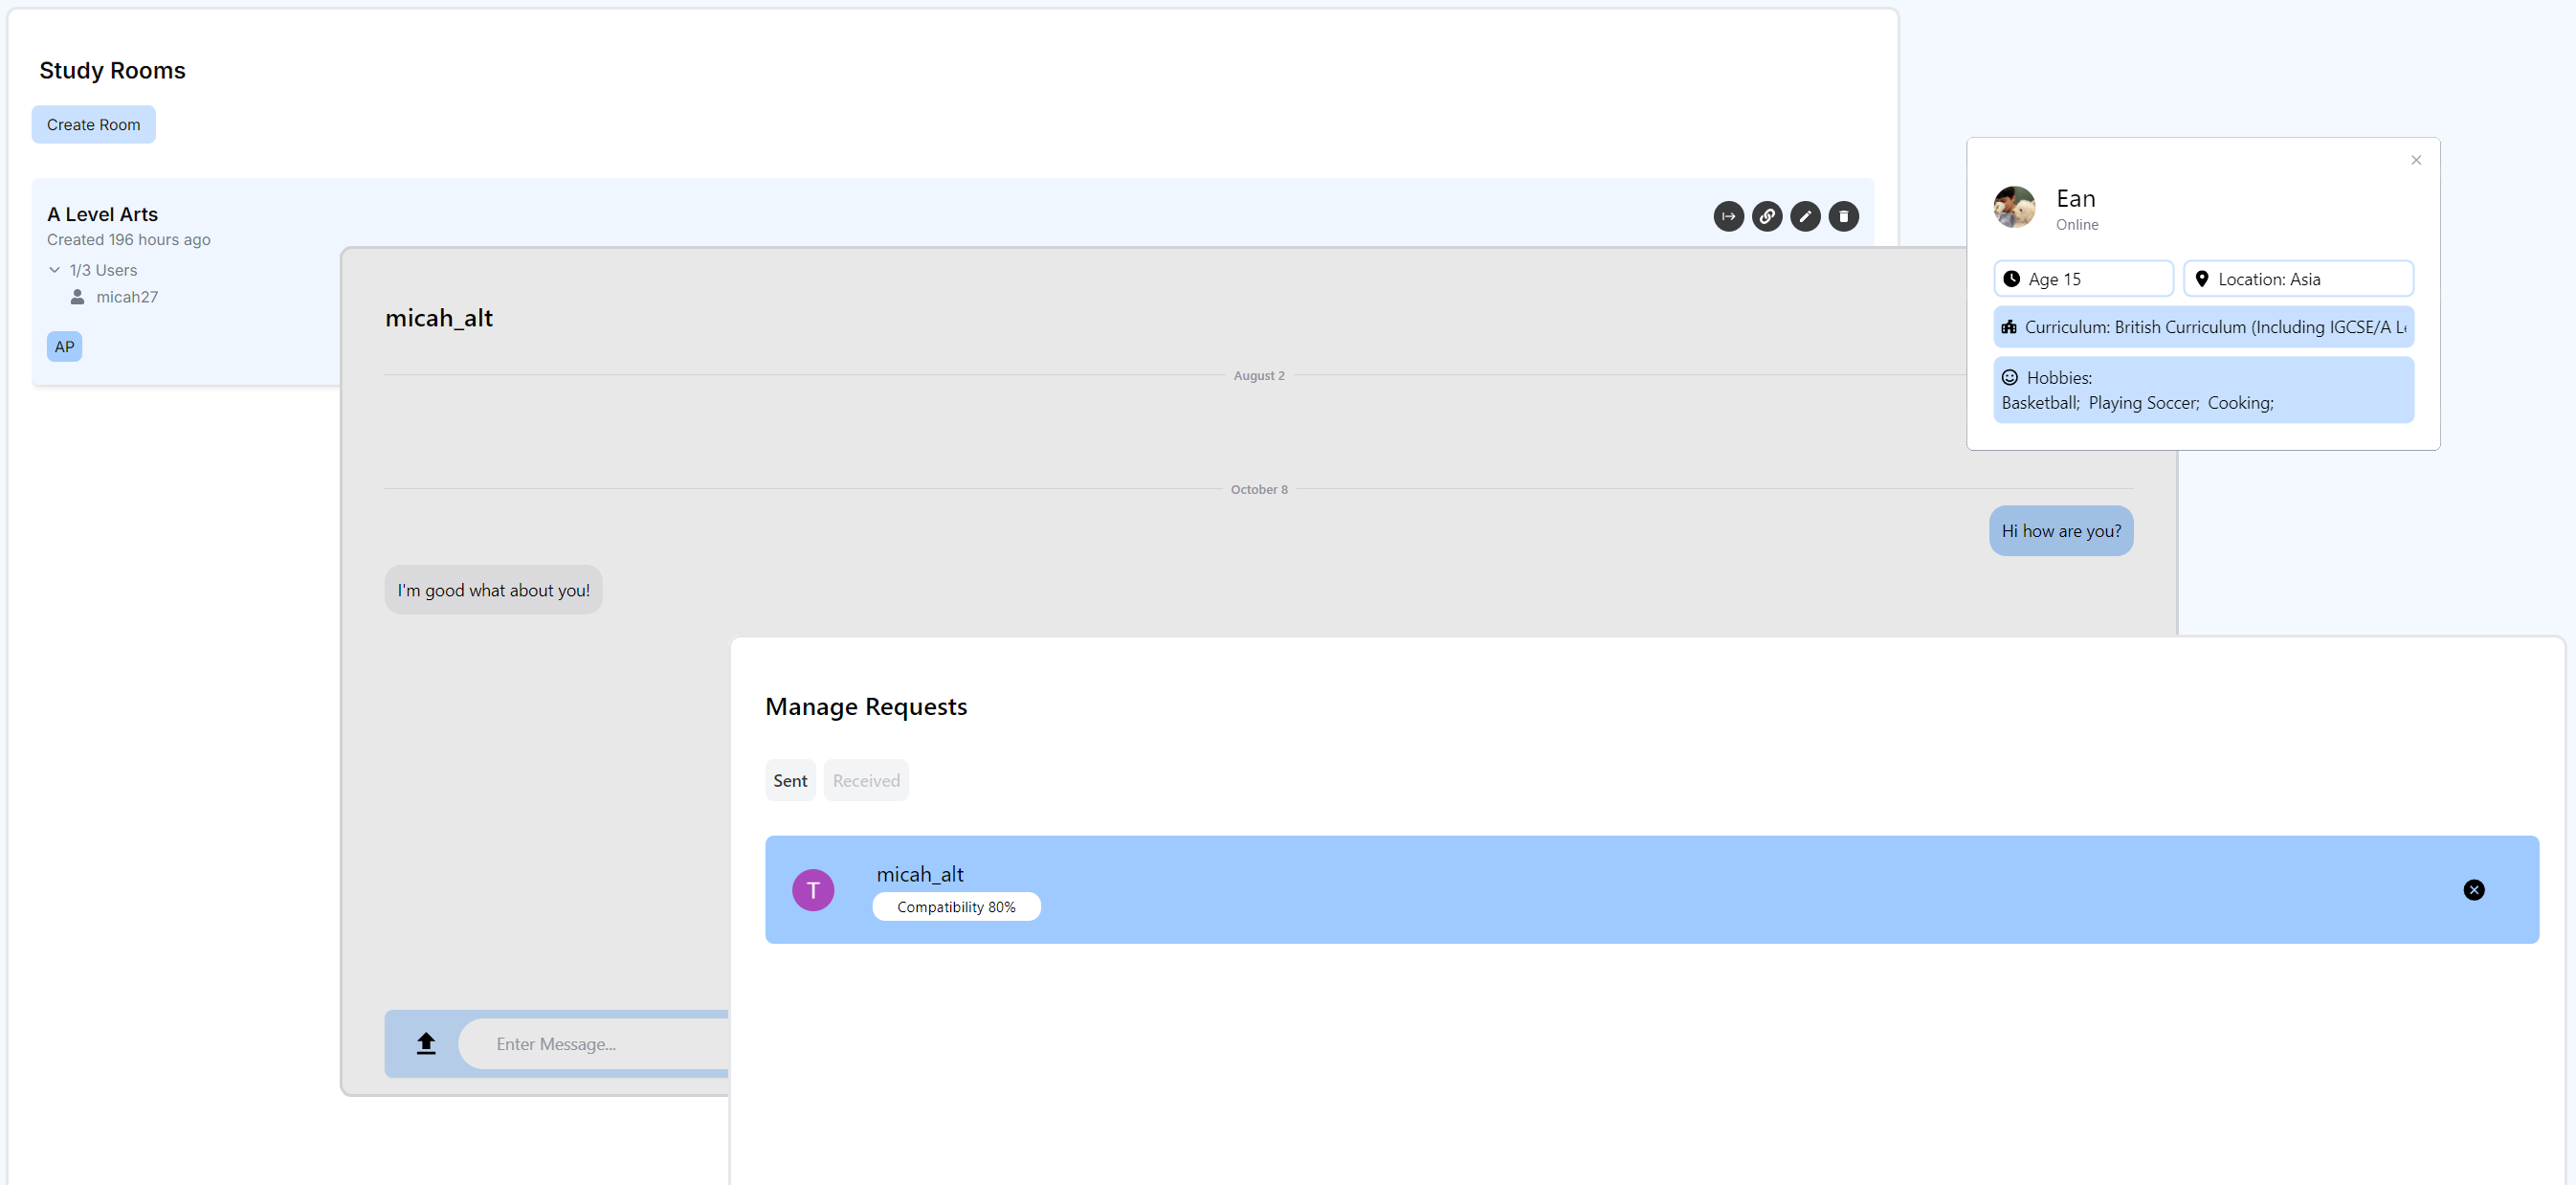 Study Rooms
Create Room
A Level Arts
Created 196 hours ago
1/3 Users
micah27
AP
micah_alt
August 2
October 8
Hi how are you?
I'm good what about you!
Enter Message...
Ean
Online
Age 15
Location: Asia
Curriculum: British Curriculum (Including IGCSE/A
Hobbies:
Basketball; Playing Soccer; Cooking;
Manage Requests
Sent Received
T
micah_alt
Compatibility 80%